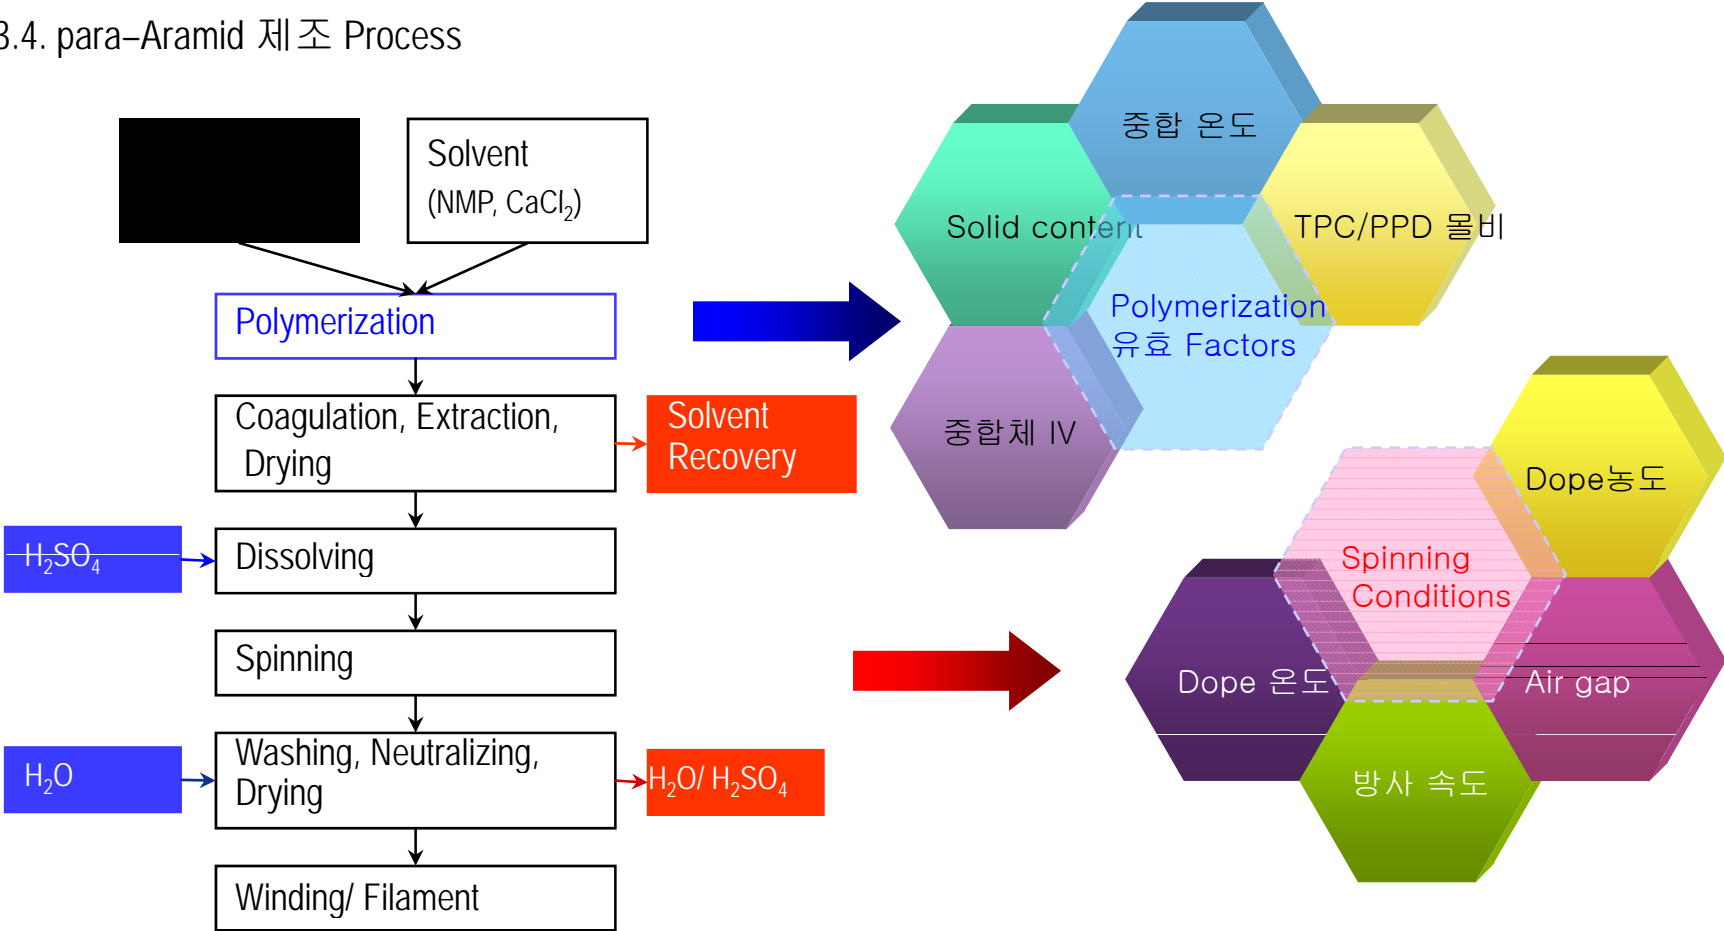 3.4. para–Aramid 제조 Process
Solvent
(NMP, CaCl₂)
Polymerization
Coagulation, Extraction,
Drying
Solvent
Recovery
H₂SO₄
Dissolving
Spinning
H₂O
Washing, Neutralizing,
Drying
H₂O/ H₂SO₄
Winding/ Filament
중합 온도
Solid content
TPC/PPD 몰비
Polymerization
유효 Factors
중합체 IV
Dope농도
Spinning
Conditions
Dope 온도
Air gap
방사 속도